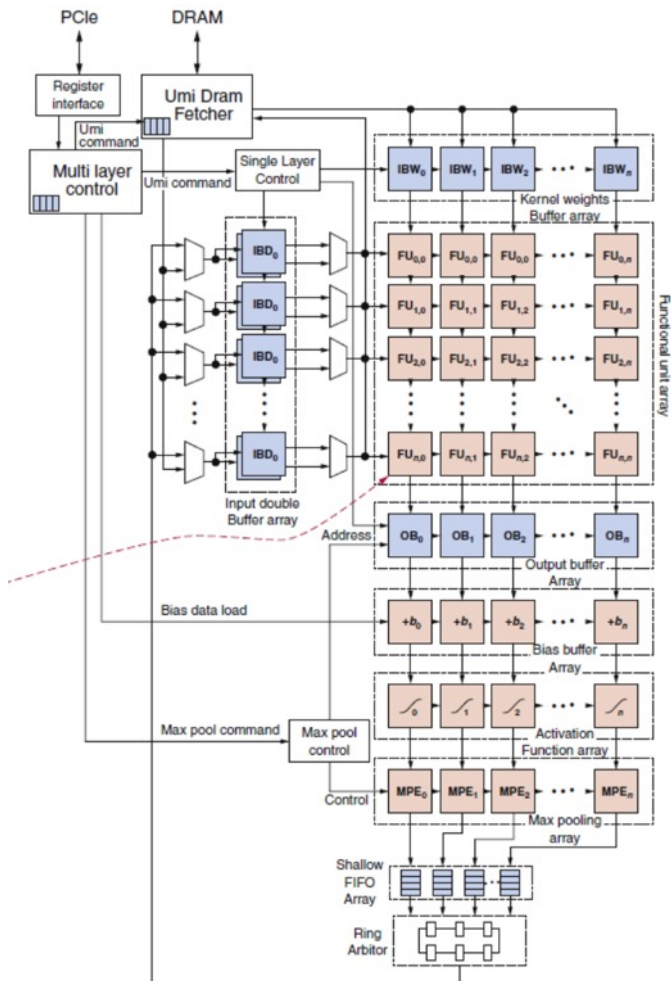 PCIe
DRAM
Register
interface
Umi
command
Umi Dram
Fetcher
Multi layer
control
Umi command
Single Layer
Control
IBW0 IBW1 IBW2 ••• IBWn
Kernel weights
Buffer array
IBD0
FU0,0 FU0,0 FU0,0 ••• FU0,n
IBD0
FU1,0 FU1,1 FU1,2 ••• FU1,n
IBD0
FU2,0 FU2,1 FU2,2 ••• FU2,n
IBD0
FUn,0 FUn,1 FUn,2 ••• FUn,n
Functional unit array
Input double
Buffer array
Address
OB0 OB1 OB2 ••• OBn
Output buffer
Array
Bias data load
+b0 +b1 +b2 ••• +bn
Bias buffer
Array
0 1 2 ••• n
Activation
Function array
Max pool command
Max pool
control
Control
MPE0 MPE1 MPE2 ••• MPEn
Max pooling
array
Shallow
FIFO
Array
Ring
Arbitor